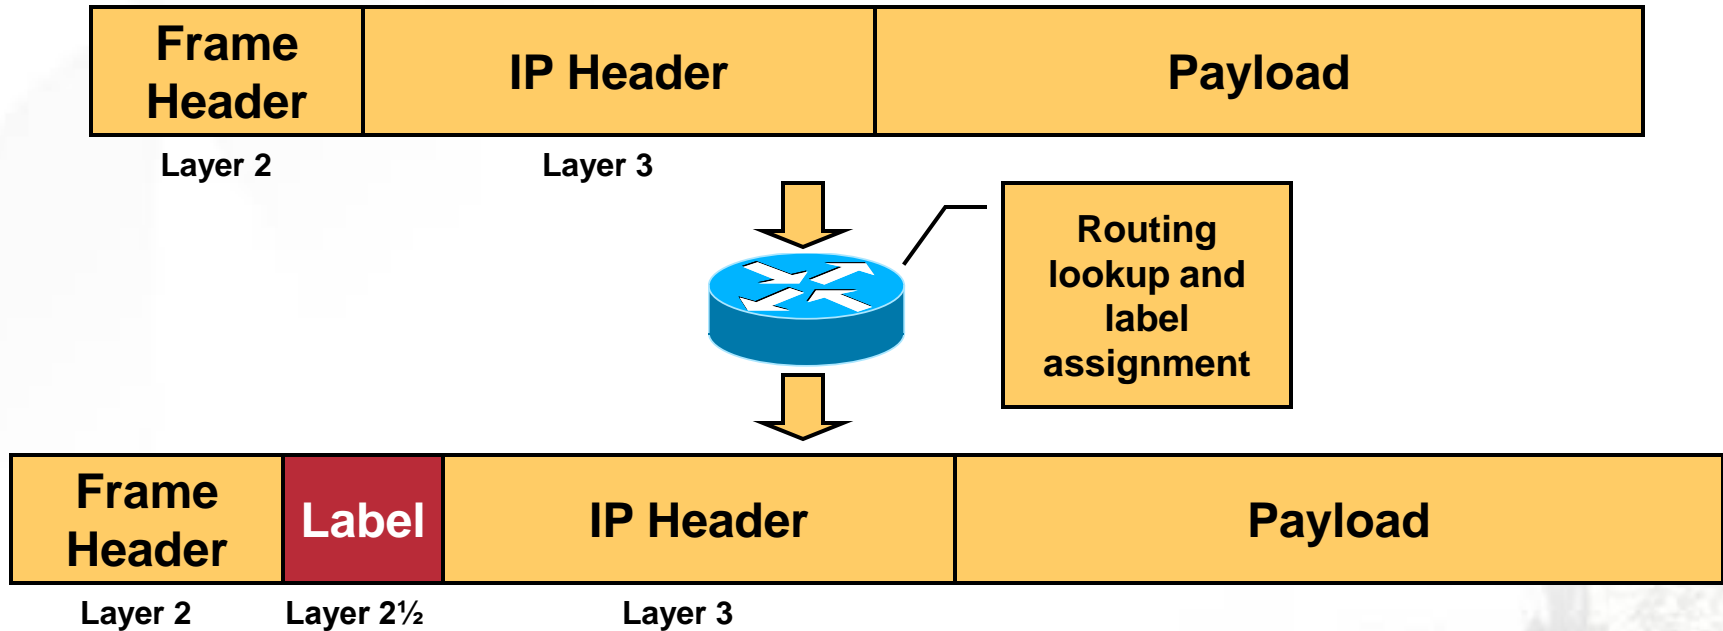 Frame
Header
IP Header
Payload
Layer 2
Layer 3
Routing
lookup and
label
assignment
Frame
Header
Label
IP Header
Payload
Layer 2
Layer 2½
Layer 3